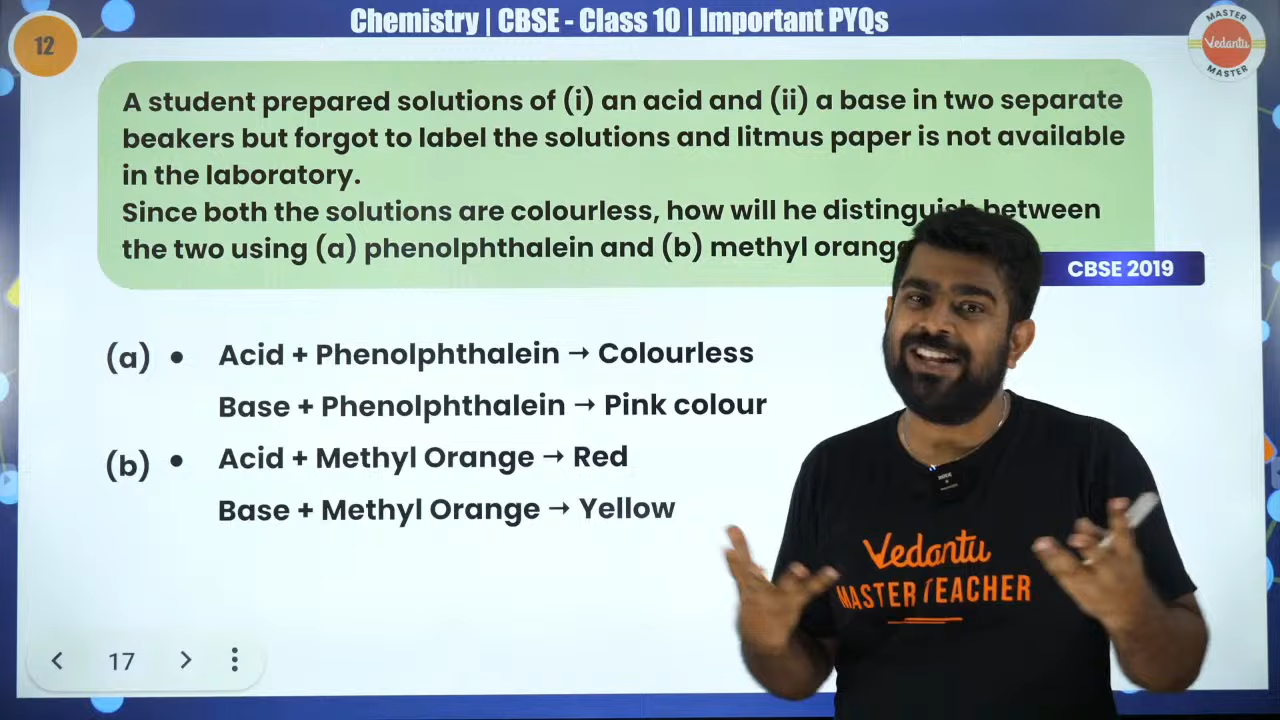 Chemistry | CBSE - Class 10 | Important PYQs
12
MASTER
Vedantu
MASTER
A student prepared solutions of (i) an acid and (ii) a base in two separate
beakers but forgot to label the solutions and litmus paper is not available
in the laboratory.
Since both the solutions are colourless, how will he distinguish between
the two using (a) phenolphthalein and (b) methyl orange
CBSE 2019
(a) • Acid + Phenolphthalein → Colourless
Base + Phenolphthalein → Pink colour
(b) • Acid + Methyl Orange → Red
Base + Methyl Orange → Yellow
Vedantu
MASTER TEACHER
17